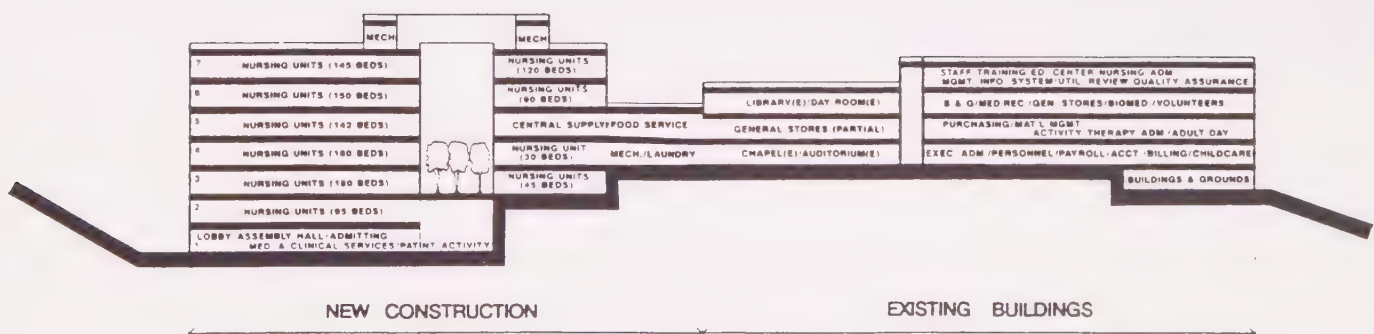 MECH
MECH
7 NURSING UNITS (145 BEDS)
6 NURSING UNITS (150 BEDS)
5 NURSING UNITS (142 BEDS)
4 NURSING UNITS (180 BEDS)
3 NURSING UNITS (180 BEDS)
2 NURSING UNITS (95 BEDS)
LOBBY ASSEMBLY HALL/ADMITTING
1 MED & CLINICAL SERVICES/PATINT ACTIVITY
NURSING UNITS
(120 BEDS)
NURSING UNITS
(90 BEDS)
CENTRAL SUPPLY/FOOD SERVICE
NURSING UNIT
(30 BEDS)
MECH./LAUNDRY
NURSING UNITS
(45 BEDS)
LIBRARY(E)/DAY ROOM(E)
GENERAL STORES (PARTIAL)
CHAPEL(E)/AUDITORIUM(E)
STAFF TRAINING ED CENTER NURSING ADM
MGMT INFO SYSTEM/UTIL REVIEW QUALITY ASSURANCE
B & G/MED REC /GEN STORES/BIOMED /VOLUNTEERS
PURCHASING/MAT'L MGMT
ACTIVITY THERAPY ADM /ADULT DAY
EXEC ADM /PERSONNEL/PAYROLL/ACCT /BILLING/CHILDCARE
BUILDINGS & GROUNDS
NEW CONSTRUCTION
EXISTING BUILDINGS